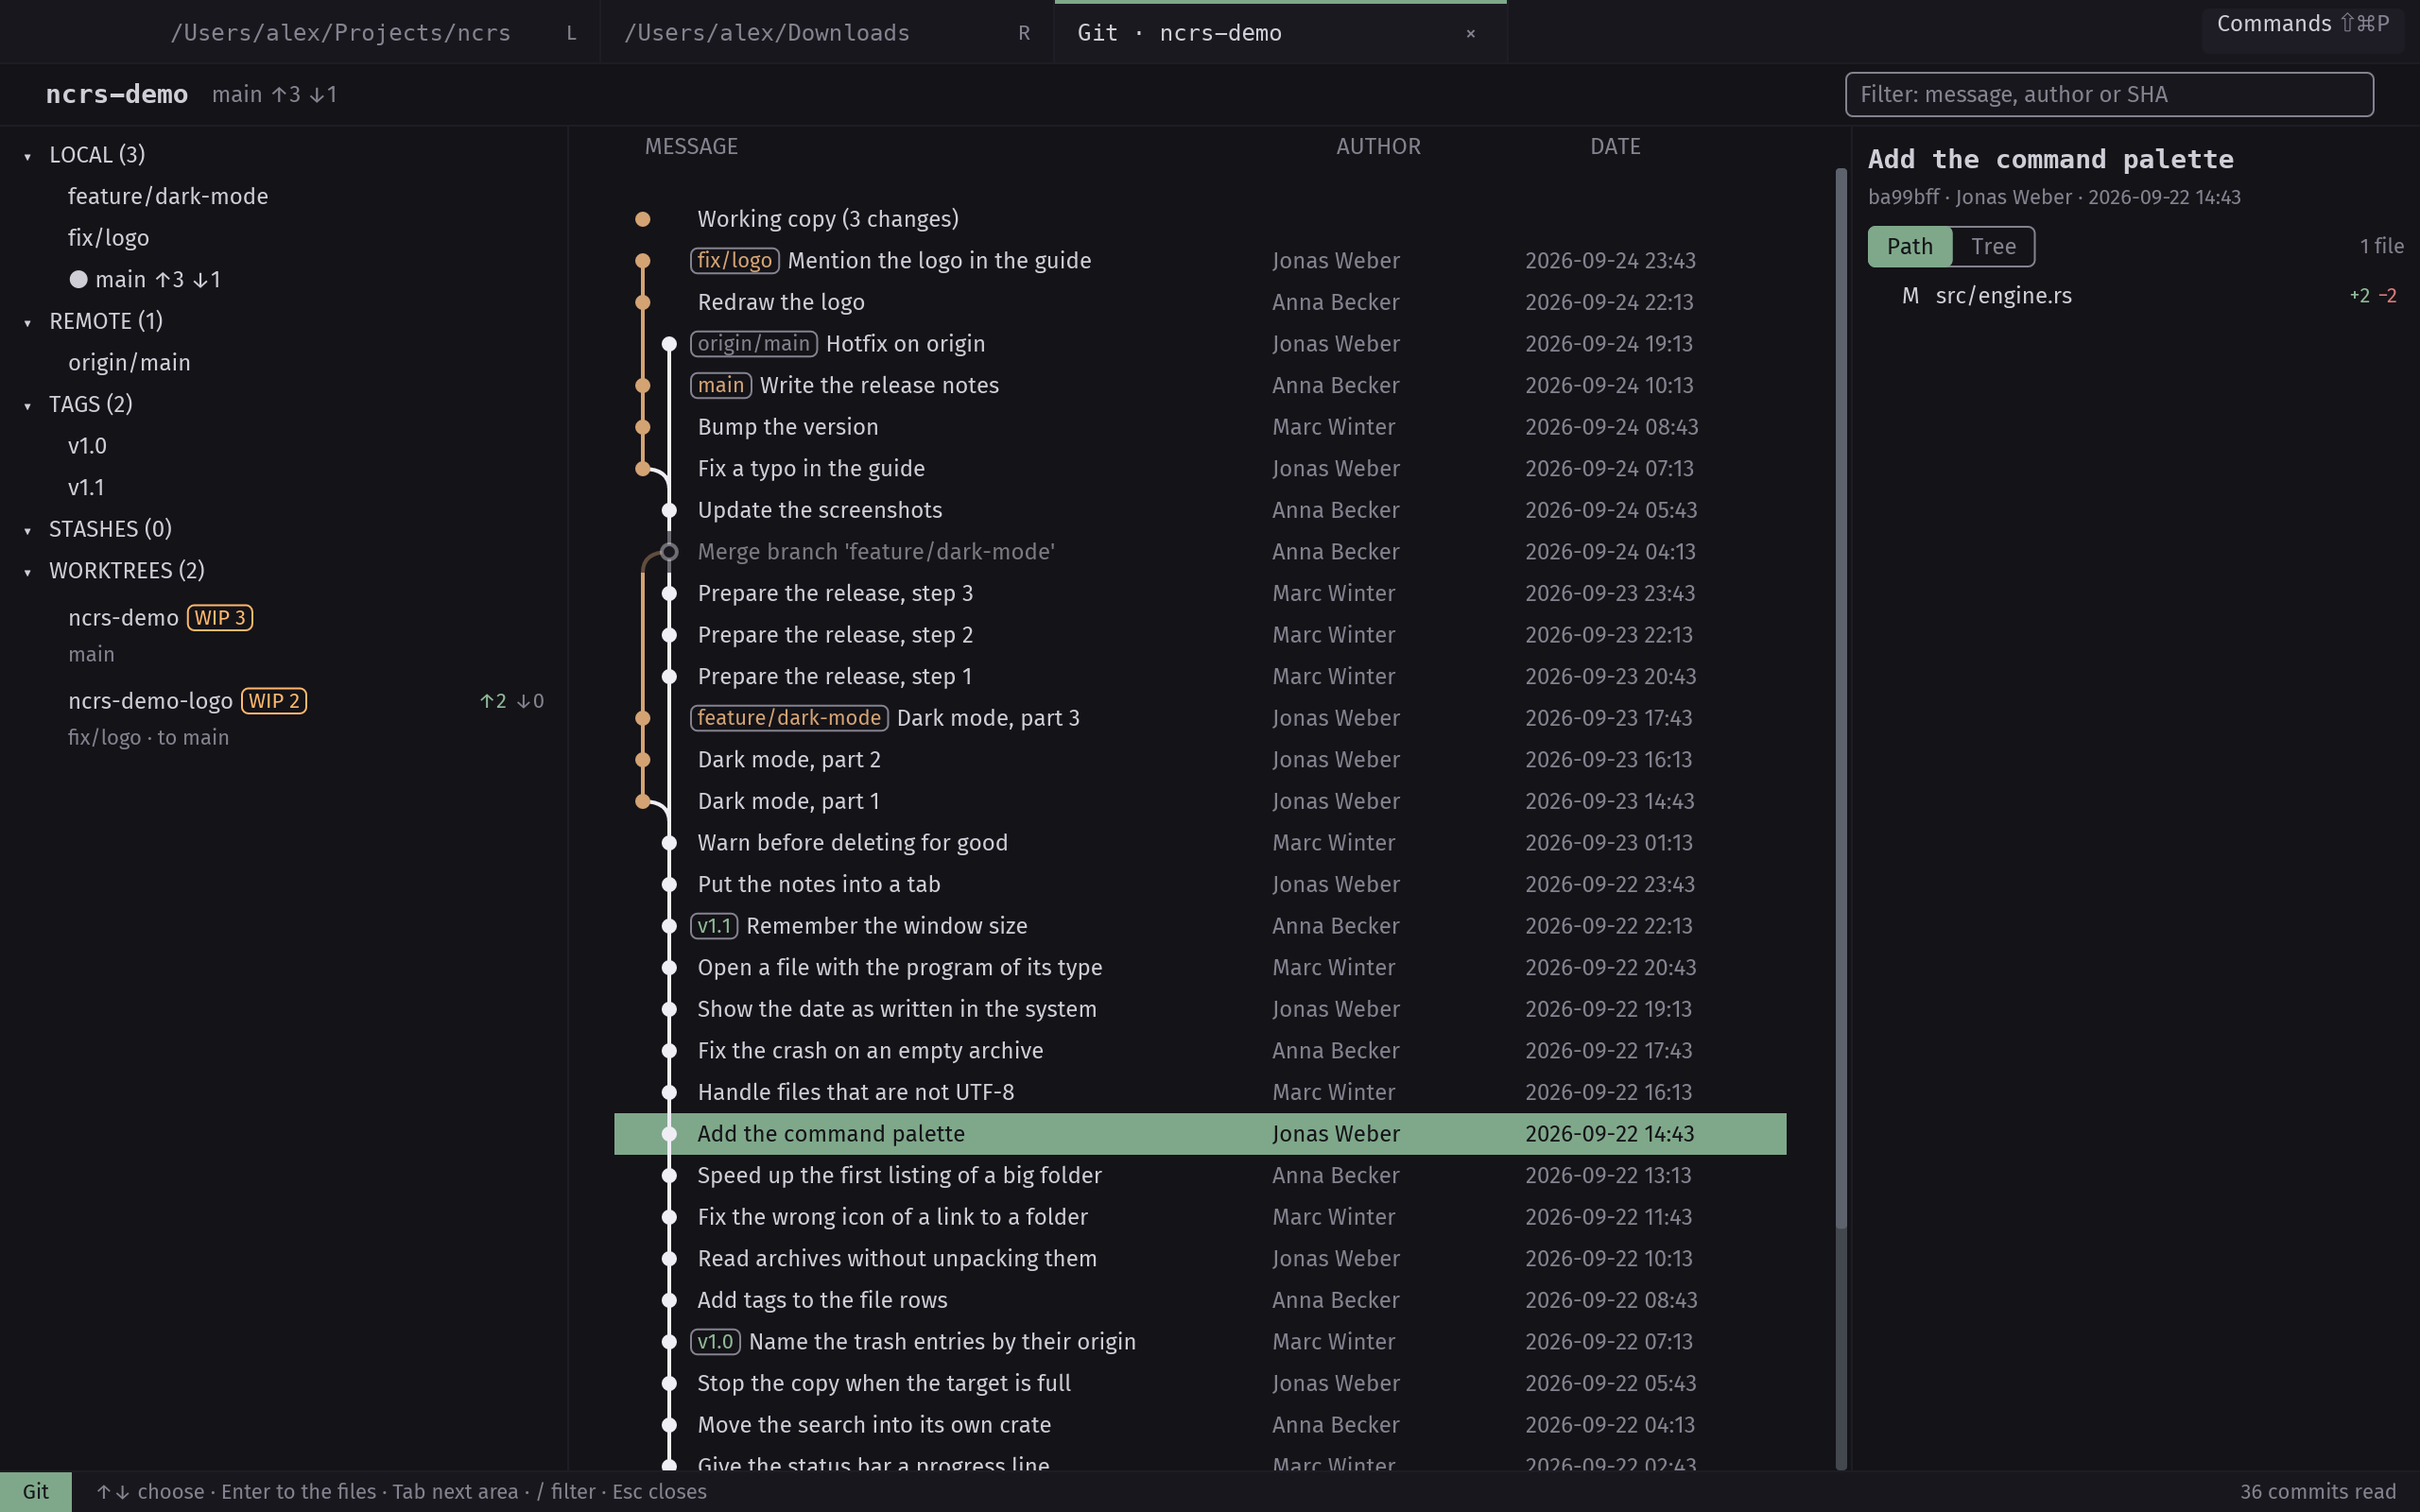 /Users/alex/Projects/ncrs L /Users/alex/Downloads R Git · ncrs-demo × Commands ⇧⌘P
ncrs-demo main ↑3 ↓1 Filter: message, author or SHA
▾ LOCAL (3)
feature/dark-mode
fix/logo
● main ↑3 ↓1
▾ REMOTE (1)
origin/main
▾ TAGS (2)
v1.0
v1.1
▾ STASHES (0)
▾ WORKTREES (2)
ncrs-demo WIP 3
main
ncrs-demo-logo WIP 2 ↑2 ↓0
fix/logo · to main
MESSAGE AUTHOR DATE
Working copy (3 changes)
fix/logo Mention the logo in the guide Jonas Weber 2026-09-24 23:43
Redraw the logo Anna Becker 2026-09-24 22:13
origin/main Hotfix on origin Jonas Weber 2026-09-24 19:13
main Write the release notes Anna Becker 2026-09-24 10:13
Bump the version Marc Winter 2026-09-24 08:43
Fix a typo in the guide Jonas Weber 2026-09-24 07:13
Update the screenshots Anna Becker 2026-09-24 05:43
Merge branch 'feature/dark-mode' Anna Becker 2026-09-24 04:13
Prepare the release, step 3 Marc Winter 2026-09-23 23:43
Prepare the release, step 2 Marc Winter 2026-09-23 22:13
Prepare the release, step 1 Marc Winter 2026-09-23 20:43
feature/dark-mode Dark mode, part 3 Jonas Weber 2026-09-23 17:43
Dark mode, part 2 Jonas Weber 2026-09-23 16:13
Dark mode, part 1 Jonas Weber 2026-09-23 14:43
Warn before deleting for good Marc Winter 2026-09-23 01:13
Put the notes into a tab Jonas Weber 2026-09-22 23:43
v1.1 Remember the window size Anna Becker 2026-09-22 22:13
Open a file with the program of its type Marc Winter 2026-09-22 20:43
Show the date as written in the system Jonas Weber 2026-09-22 19:13
Fix the crash on an empty archive Anna Becker 2026-09-22 17:43
Handle files that are not UTF-8 Marc Winter 2026-09-22 16:13
Add the command palette Jonas Weber 2026-09-22 14:43
Speed up the first listing of a big folder Anna Becker 2026-09-22 13:13
Fix the wrong icon of a link to a folder Marc Winter 2026-09-22 11:43
Read archives without unpacking them Jonas Weber 2026-09-22 10:13
Add tags to the file rows Anna Becker 2026-09-22 08:43
v1.0 Name the trash entries by their origin Marc Winter 2026-09-22 07:13
Stop the copy when the target is full Jonas Weber 2026-09-22 05:43
Move the search into its own crate Anna Becker 2026-09-22 04:13
Give the status bar a progress line Marc Winter 2026-09-22 02:43
Add the command palette
ba99bff · Jonas Weber · 2026-09-22 14:43
Path Tree 1 file
M src/engine.rs +2 −2
Git ↑↓ choose · Enter to the files · Tab next area · / filter · Esc closes 36 commits read